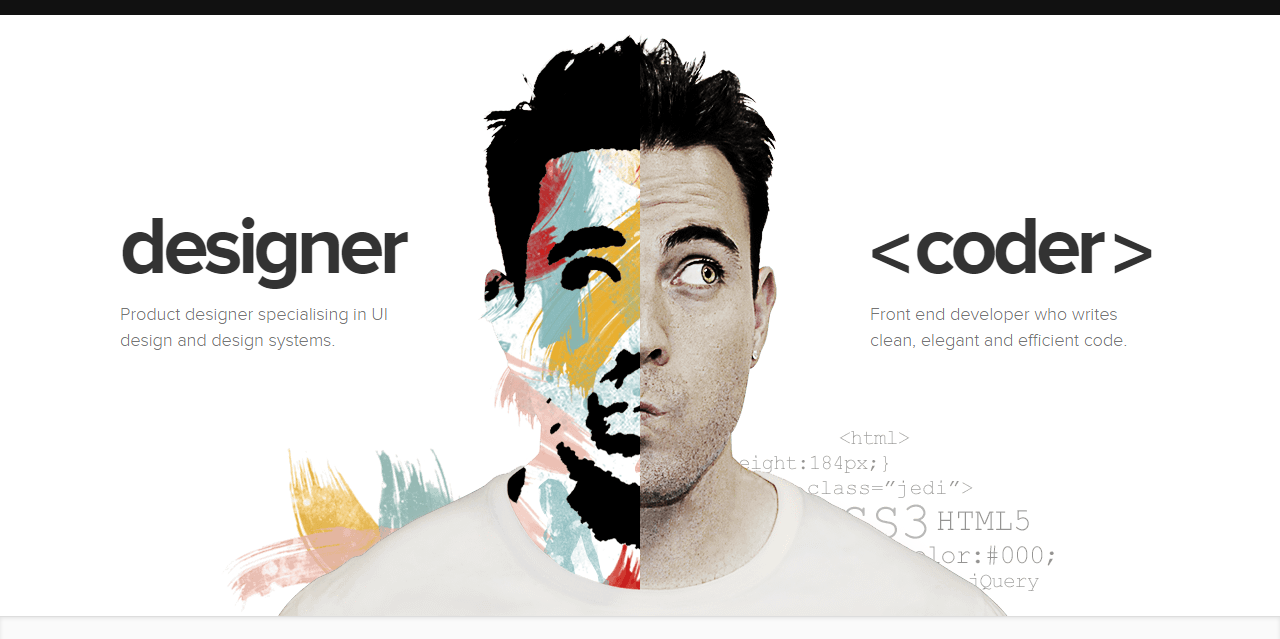 designer
Product designer specialising in UI
design and design systems.
<coder>
Front end developer who writes
clean, elegant and efficient code.
<html>
eight:184px;}
class=”jedi”>
SS3 HTML5
olor:#000;
jQuery